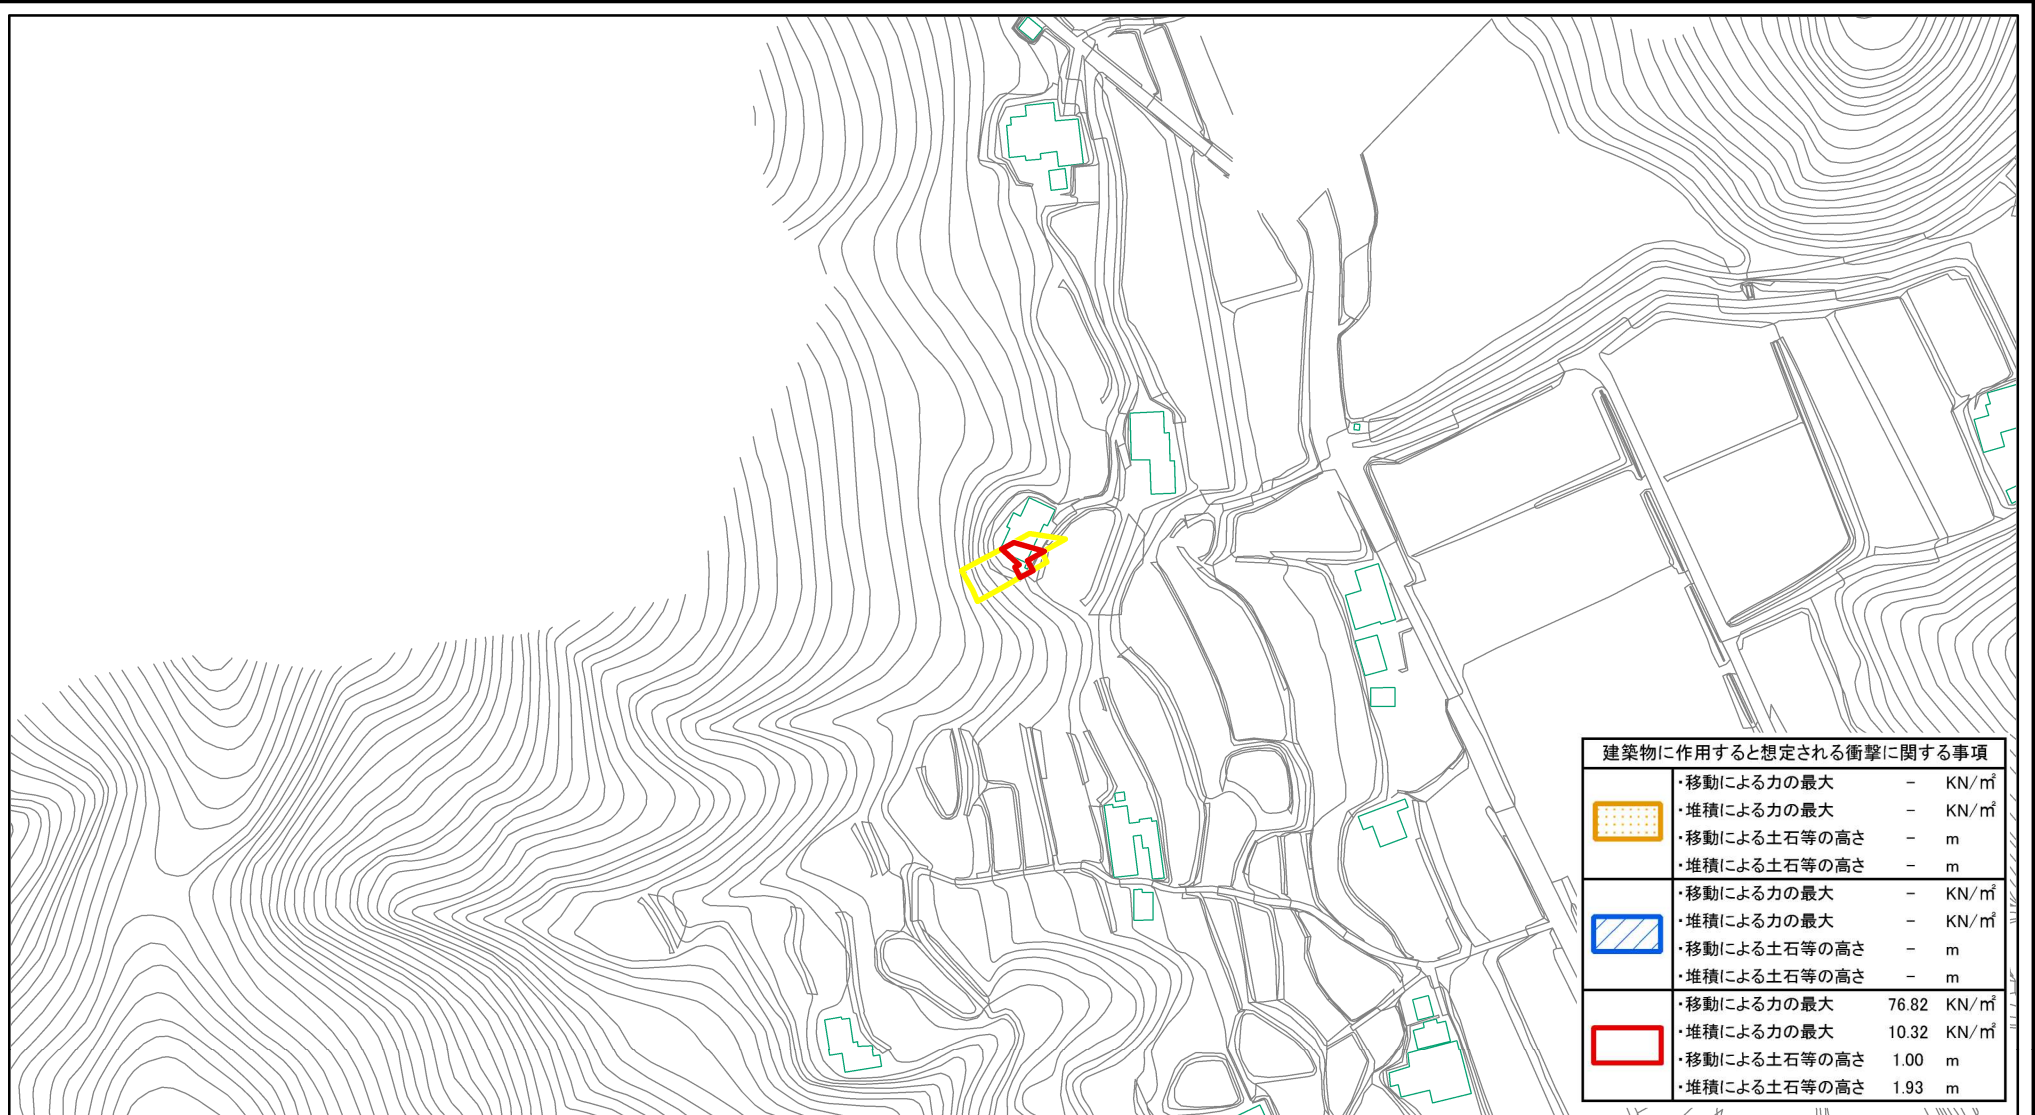 建築物に作用すると想定される衝撃に関する事項
・移動による力の最大 － KN/㎡
・堆積による力の最大 － KN/㎡
・移動による土石等の高さ － m
・堆積による土石等の高さ － m
・移動による力の最大 － KN/㎡
・堆積による力の最大 － KN/㎡
・移動による土石等の高さ － m
・堆積による土石等の高さ － m
・移動による力の最大 76.82 KN/㎡
・堆積による力の最大 10.32 KN/㎡
・移動による土石等の高さ 1.00 m
・堆積による土石等の高さ 1.93 m